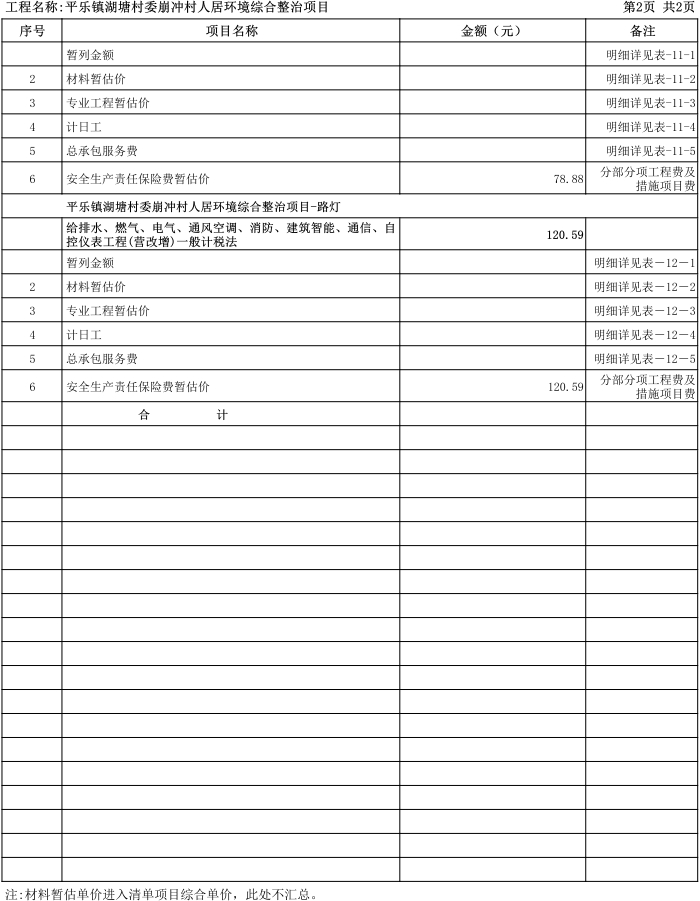 工程名称:平乐镇湖塘村委崩冲村人居环境综合整治项目 第2页 共2页
序号 项目名称 金额（元） 备注
暂列金额 明细详见表-11-1
2 材料暂估价 明细详见表-11-2
3 专业工程暂估价 明细详见表-11-3
4 计日工 明细详见表-11-4
5 总承包服务费 明细详见表-11-5
6 安全生产责任保险费暂估价 78.88 分部分项工程费及
措施项目费
平乐镇湖塘村委崩冲村人居环境综合整治项目-路灯
给排水、燃气、电气、通风空调、消防、建筑智能、通信、自
控仪表工程(营改增)一般计税法 120.59
暂列金额 明细详见表－12－1
2 材料暂估价 明细详见表－12－2
3 专业工程暂估价 明细详见表－12－3
4 计日工 明细详见表－12－4
5 总承包服务费 明细详见表－12－5
6 安全生产责任保险费暂估价 120.59 分部分项工程费及
措施项目费
合 计
注:材料暂估单价进入清单项目综合单价, 此处不汇总。